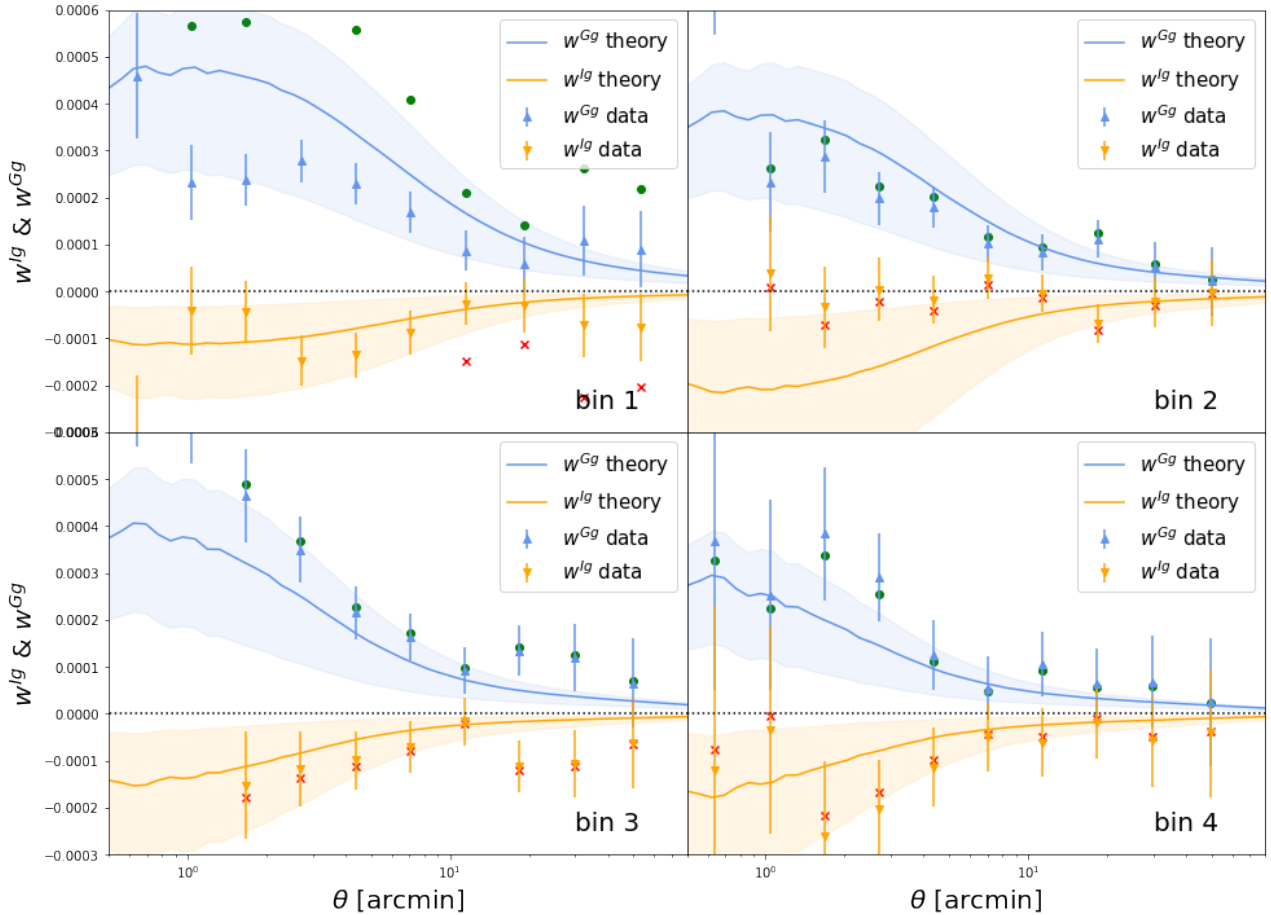 0.0006
0.0005
0.0004
0.0003
0.0002
0.0001
0.0000
−0.0001
−0.0002
w^{Ig} & w^{Gg}
w^{Gg} theory
w^{Ig} theory
w^{Gg} data
w^{Ig} data
bin 1
w^{Gg} theory
w^{Ig} theory
w^{Gg} data
w^{Ig} data
bin 2
0.0005
0.0004
0.0003
0.0002
0.0001
0.0000
−0.0001
−0.0002
−0.0003
w^{Ig} & w^{Gg}
w^{Gg} theory
w^{Ig} theory
w^{Gg} data
w^{Ig} data
bin 3
w^{Gg} theory
w^{Ig} theory
w^{Gg} data
w^{Ig} data
bin 4
10^0
10^1
10^0
10^1
θ [arcmin]
θ [arcmin]